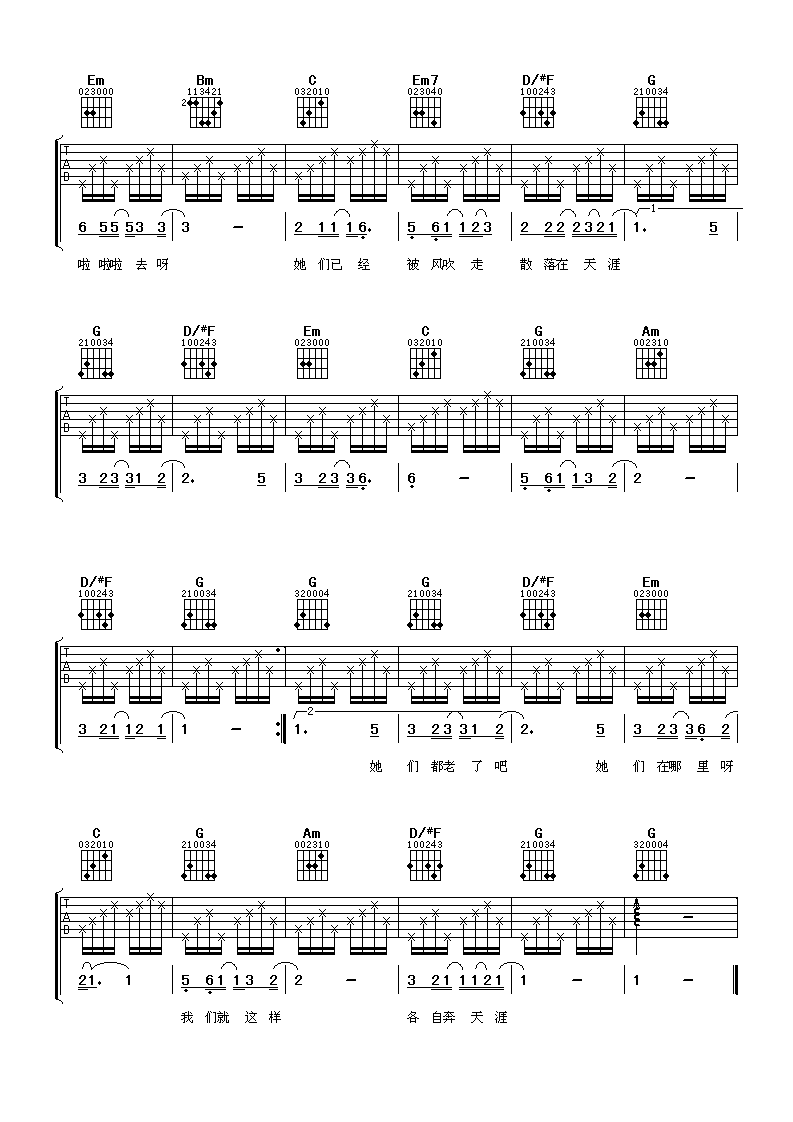 Em Bm C Em7 D/#F G
023000 113421 032010 023040 100243 210034
2
T A B
1
6 55 53 3 3 - 2 11 16. 5 61 123 2 22 2321 1. 5
啦 啦啦 去 呀 她 们已 经 被 风吹 走 散 落在 天 涯
G D/#F Em C G Am
210034 100243 023000 032010 210034 002310
T A B
3 23 31 2 2. 5 3 23 36. 6 - 5 61 13 2 2 -
D/#F G G G D/#F Em
100243 210034 320004 210034 100243 023000
T A B
2
3 21 12 1 1 - 1. 5 3 23 31 2 2. 5 3 23 36 2
她 们 都老 了 吧 她 们 在哪 里 呀
C G Am D/#F G G
032010 210034 002310 100243 210034 320004
T A B
-
21. 1 5 61 13 2 2 - 3 21 1121 1 - 1 -
我 们就 这 样 各 自奔 天 涯